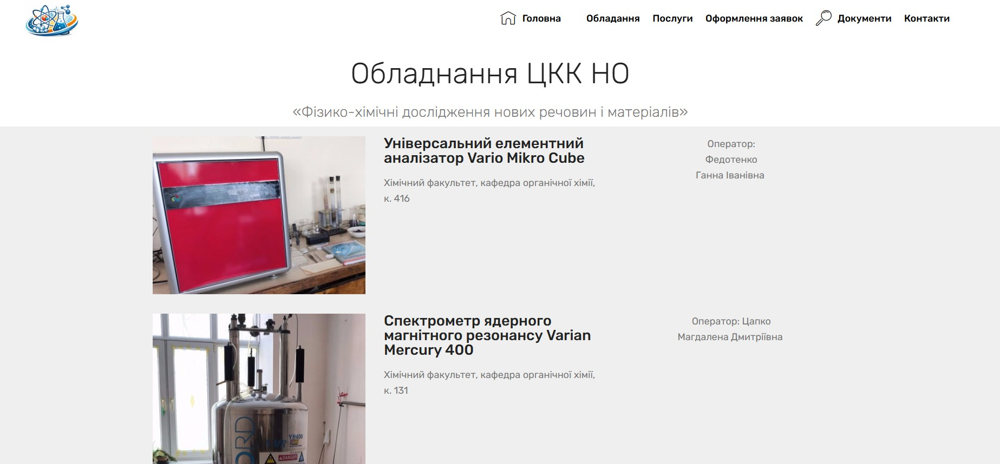 Головна Обладання Послуги Оформлення заявок Документи Контакти
Обладнання ЦКК НО
«Фізико-хімічні дослідження нових речовин і матеріалів»
Універсальний елементний
аналізатор Vario Mikro Cube
Хімічний факультет, кафедра органічної хімії,
к. 416
Оператор:
Федотенко
Ганна Іванівна
Спектрометр ядерного
магнітного резонансу Varian
Mercury 400
Хімічний факультет, кафедра органічної хімії,
к. 131
Оператор: Цапко
Магдалена Дмитріївна
YH400
DANGER